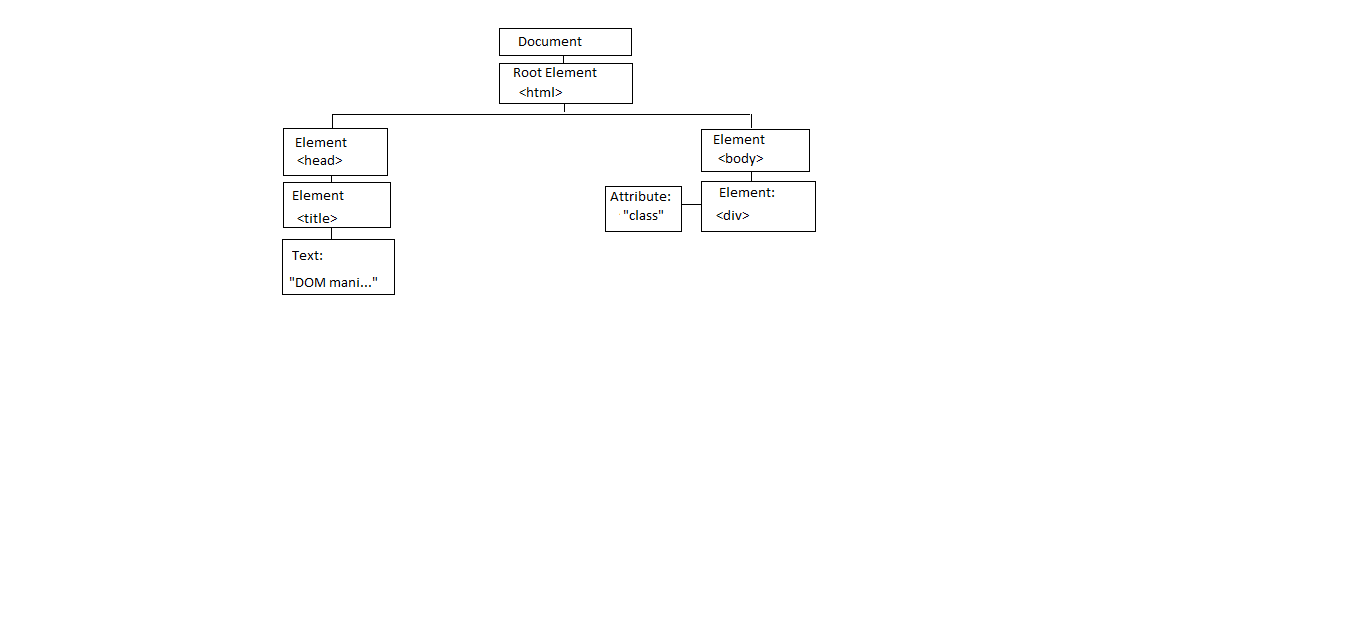 Document
Root Element
<html>
Element
<head>
Element
<title>
Text:
"DOM mani..."
Element
<body>
Attribute:
"class"
Element:
<div>